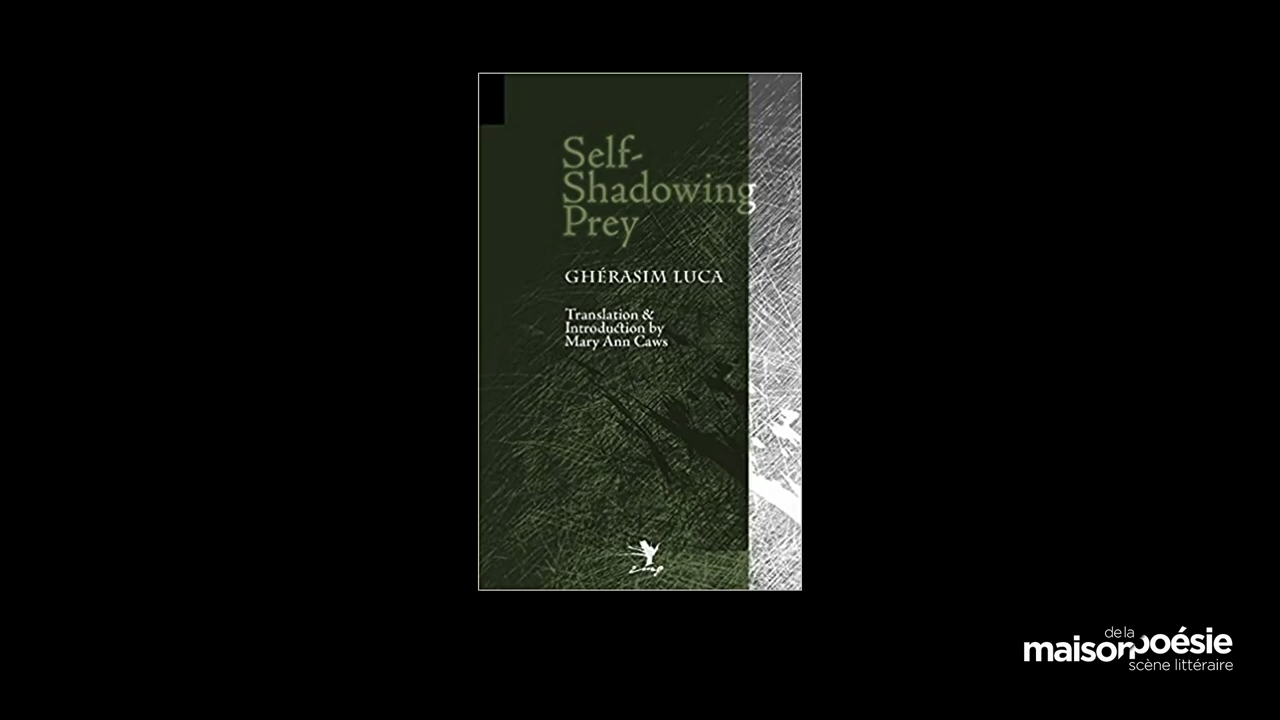 Self-
Shadowing
Prey
GHÉRASIM LUCA
Translation &
Introduction by
Mary Ann Caws
de la
maison poésie
scène littéraire